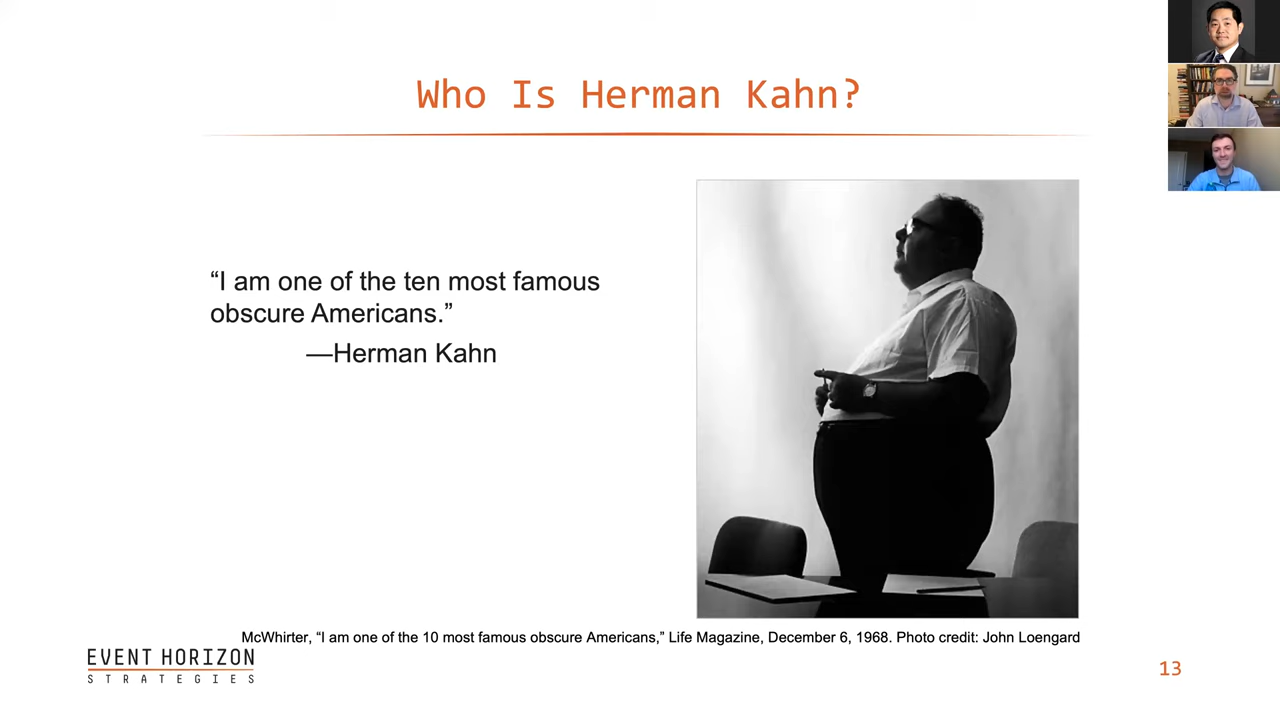 Who Is Herman Kahn?
“I am one of the ten most famous
obscure Americans.”
—Herman Kahn
McWhirter, “I am one of the 10 most famous obscure Americans,” Life Magazine, December 6, 1968. Photo credit: John Loengard
EVENT HORIZON
STRATEGIES
13